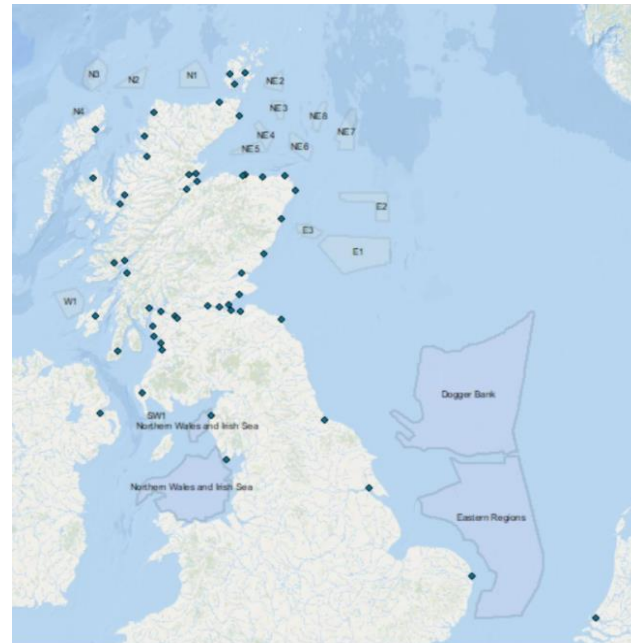 N3
N2
N1
NE2
N4
NE3
NE8
NE7
NE4
NE5
NE6
E2
E3
E1
W1
Dogger Bank
SW1
Northern Wales and Irish Sea
Northern Wales and Irish Sea
Eastern Regions